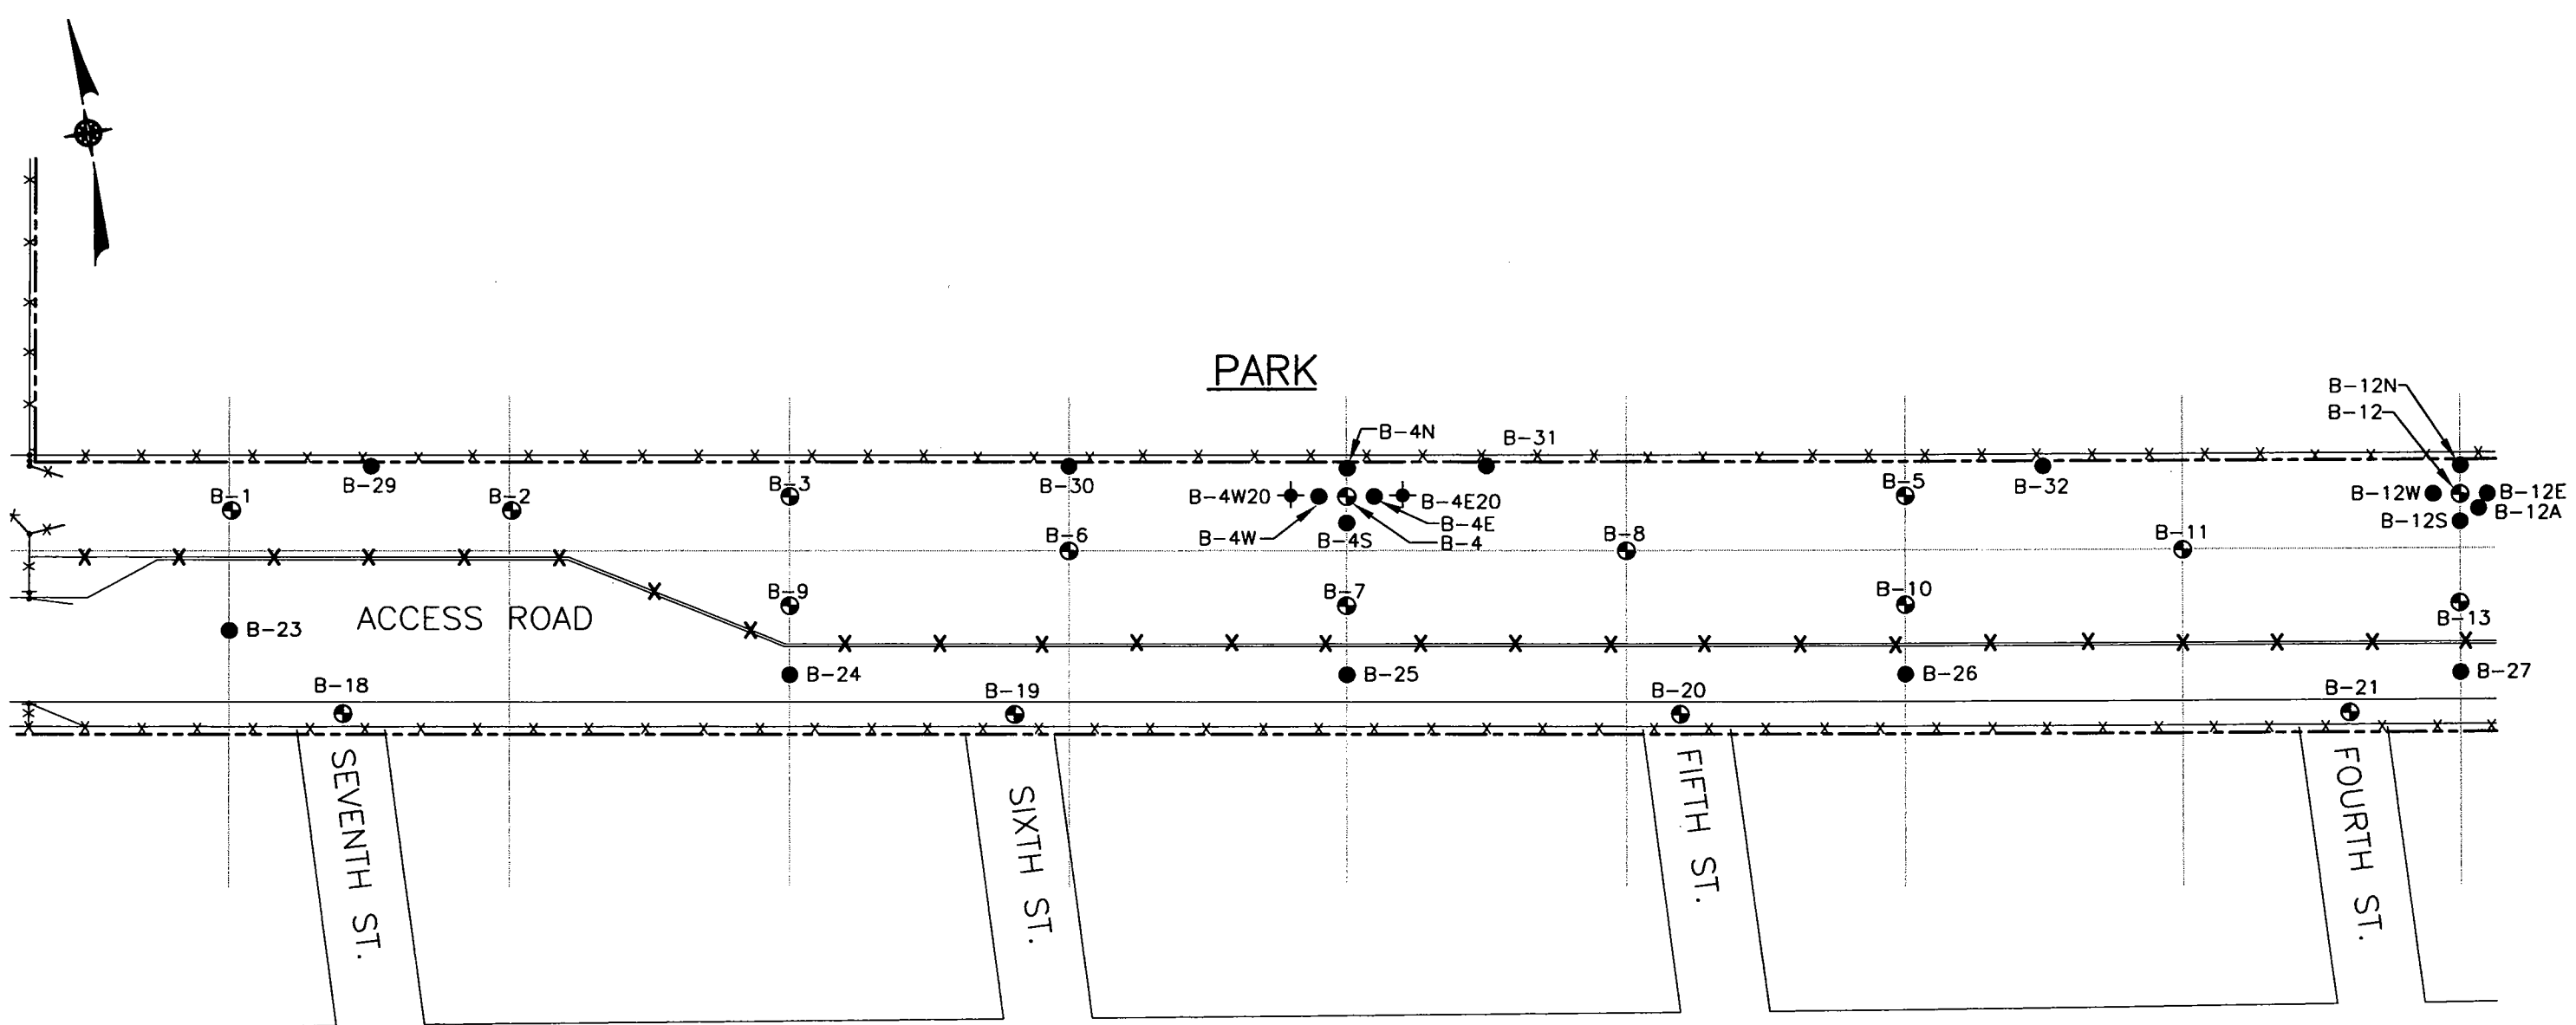 PARK
B-12N
B-12
B-4N
B-31
B-1
B-29
B-2
B-3
B-30
B-4W20
B-4E20
B-4E
B-4
B-4W
B-4S
B-5
B-32
B-12W
B-12E
B-12A
B-12S
B-6
B-8
B-11
B-9
B-7
B-10
B-13
ACCESS ROAD
B-23
B-24
B-25
B-26
B-27
B-18
B-19
B-20
B-21
SEVENTH ST.
SIXTH ST.
FIFTH ST.
FOURTH ST.